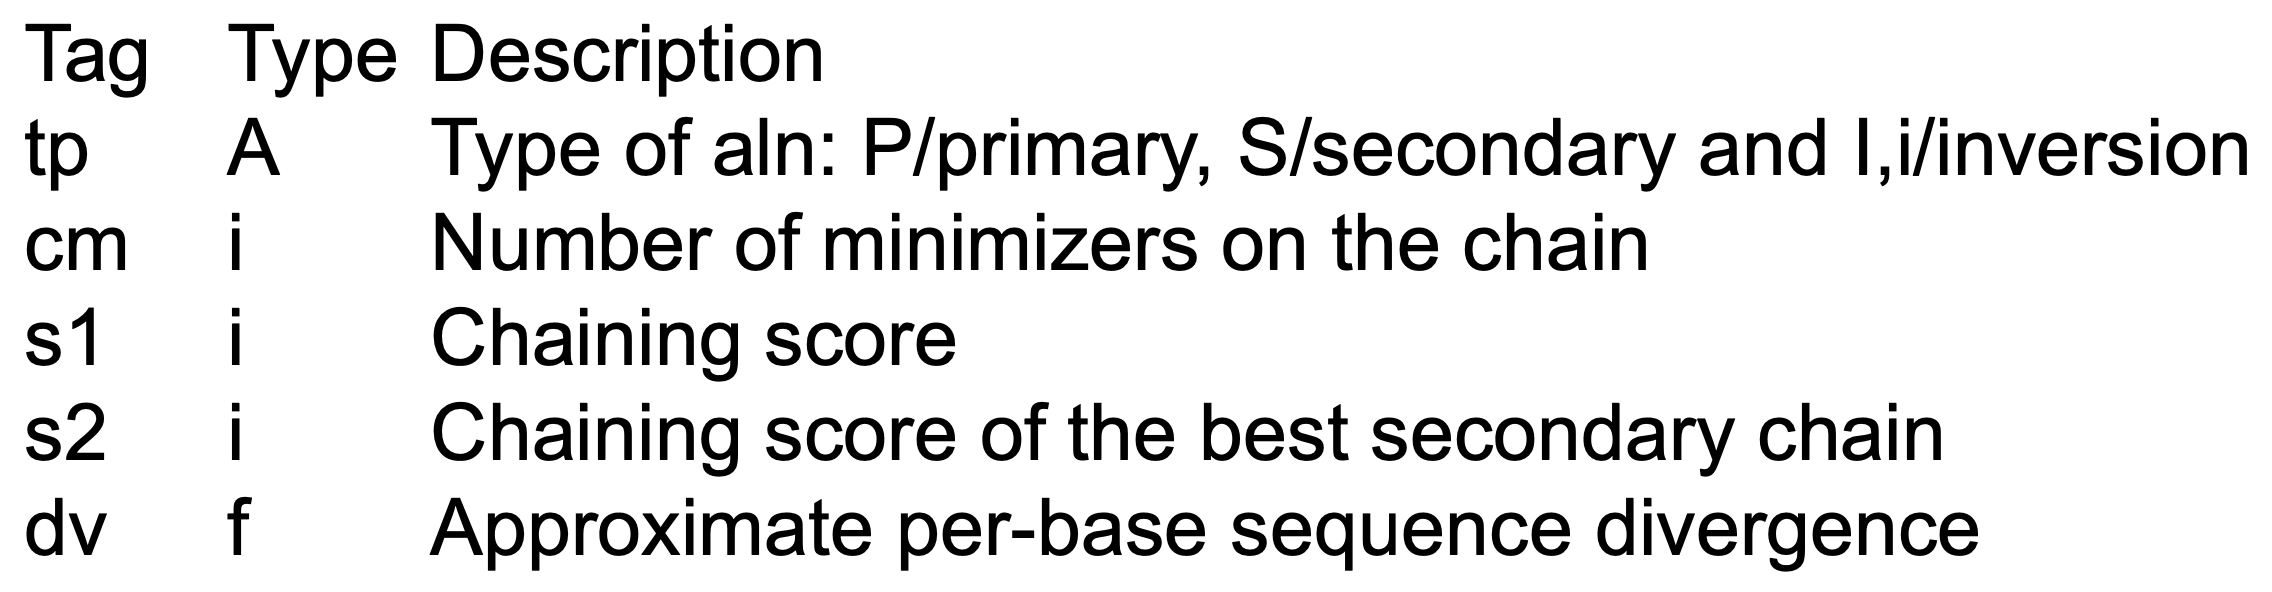 Tag Type Description
tp A Type of aln: P/primary, S/secondary and I,i/inversion
cm i Number of minimizers on the chain
s1 i Chaining score
s2 i Chaining score of the best secondary chain
dv f Approximate per-base sequence divergence